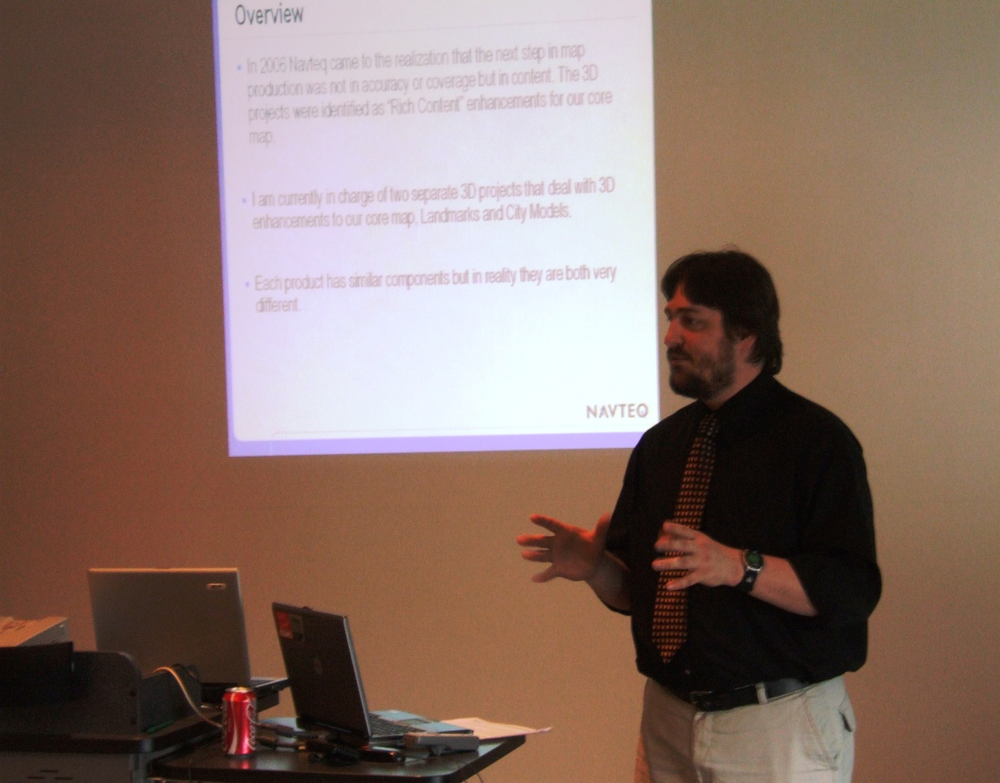 Overview
In 2006 Navteq came to the realization that the next step in map
production was not in accuracy or coverage but in content. The 3D
projects were identified as "Rich Content" enhancements for our core
map.
I am currently in charge of two separate 3D projects that deal with 3D
enhancements to our core map, Landmarks and City Models.
Each product has similar components but in reality they are both very
different.
NAVTEQ